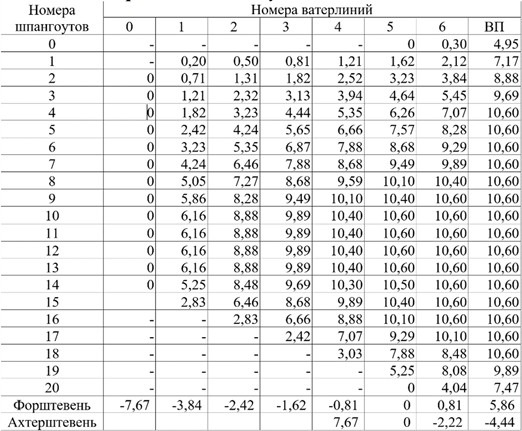 Номера шпангоутов Номера ватерлиний
0 1 2 3 4 5 6 ВП
0 - - - - - 0 0,30 4,95
1 - 0,20 0,50 0,81 1,21 1,62 2,12 7,17
2 0 0,71 1,31 1,82 2,52 3,23 3,84 8,88
3 0 1,21 2,32 3,13 3,94 4,64 5,45 9,69
4 0 1,82 3,23 4,44 5,35 6,26 7,07 10,60
5 0 2,42 4,24 5,65 6,66 7,57 8,28 10,60
6 0 3,23 5,35 6,87 7,88 8,68 9,29 10,60
7 0 4,24 6,46 7,88 8,68 9,49 9,89 10,60
8 0 5,05 7,27 8,68 9,59 10,10 10,40 10,60
9 0 5,86 8,28 9,49 10,10 10,40 10,60 10,60
10 0 6,16 8,88 9,89 10,40 10,60 10,60 10,60
11 0 6,16 8,88 9,89 10,40 10,60 10,60 10,60
12 0 6,16 8,88 9,89 10,40 10,60 10,60 10,60
13 0 6,16 8,88 9,89 10,40 10,60 10,60 10,60
14 0 5,25 8,48 9,69 10,30 10,50 10,60 10,60
15 2,83 6,46 8,68 9,89 10,40 10,60 10,60
16 - - 2,83 6,66 8,88 10,10 10,60 10,60
17 - - - 2,42 7,07 9,29 10,10 10,60
18 - - - - 3,03 7,88 8,48 10,60
19 - - - - - 5,25 8,08 9,89
20 - - - - - 0 4,04 7,47
Форштевень -7,67 -3,84 -2,42 -1,62 -0,81 0 0,81 5,86
Ахтерштевень 7,67 0 -2,22 -4,44